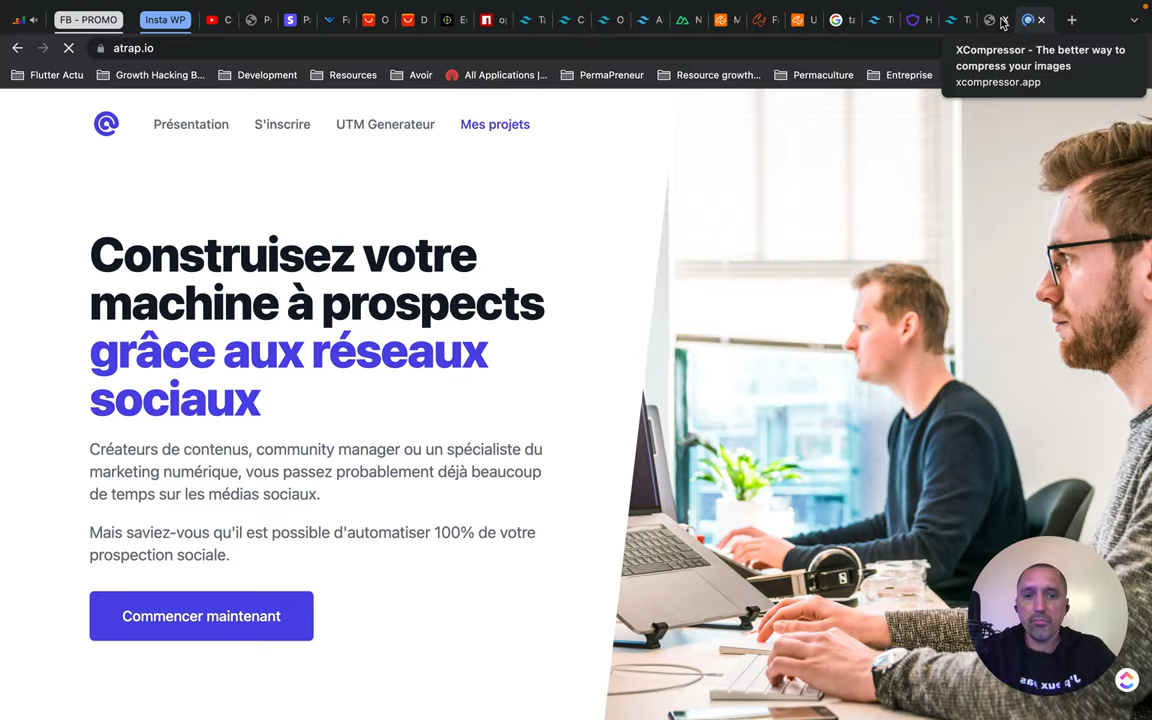 FB - PROMO
Insta WP
atrap.io
XCompressor - The better way to
compress your images
xcompressor.app
Flutter Actu
Growth Hacking B...
Development
Resources
Avoir
All Applications |...
PermaPreneur
Resource growth...
Permaculture
Entreprise
Présentation
S'inscrire
UTM Generateur
Mes projets
Construisez votre
machine à prospects
grâce aux réseaux
sociaux
Créateurs de contenus, community manager ou un spécialiste du
marketing numérique, vous passez probablement déjà beaucoup
de temps sur les médias sociaux.
Mais saviez-vous qu'il est possible d'automatiser 100% de votre
prospection sociale.
Commencer maintenant
J'peux pas